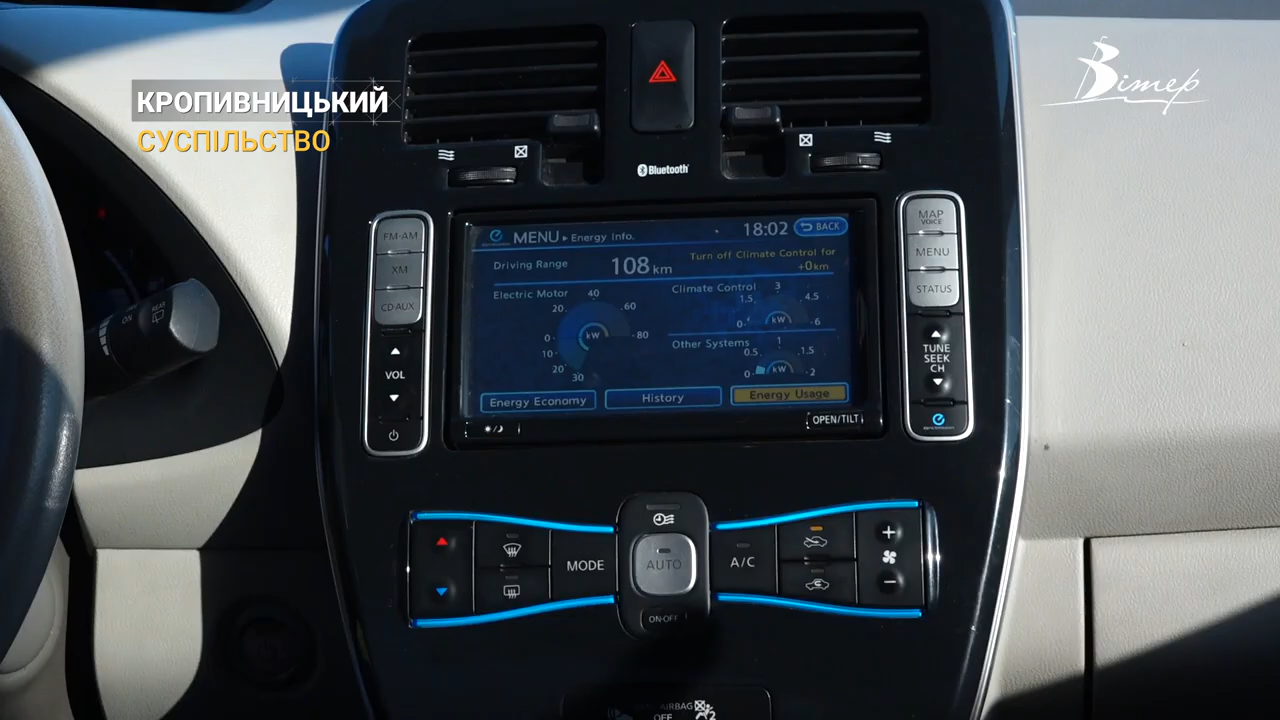 КРОПИВНИЦЬКИЙ
СУСПІЛЬСТВО
Вітер
Bluetooth
FM·AM
XM
CD·AUX
VOL
MENU ▸ Energy Info.
18:02
BACK
Driving Range
108 km
Turn off Climate Control for
+0 km
Electric Motor
40
20
60
0
kW
80
10
20
30
Climate Control
3
1.5
4.5
0
kW
6
Other Systems
1
0.5
1.5
0
kW
2
Energy Economy
History
Energy Usage
OPEN/TILT
MAP
VOICE
MENU
STATUS
TUNE
SEEK
CH
ON
REAR
MODE
AUTO
A/C
ON·OFF
AIRBAG
OFF
2